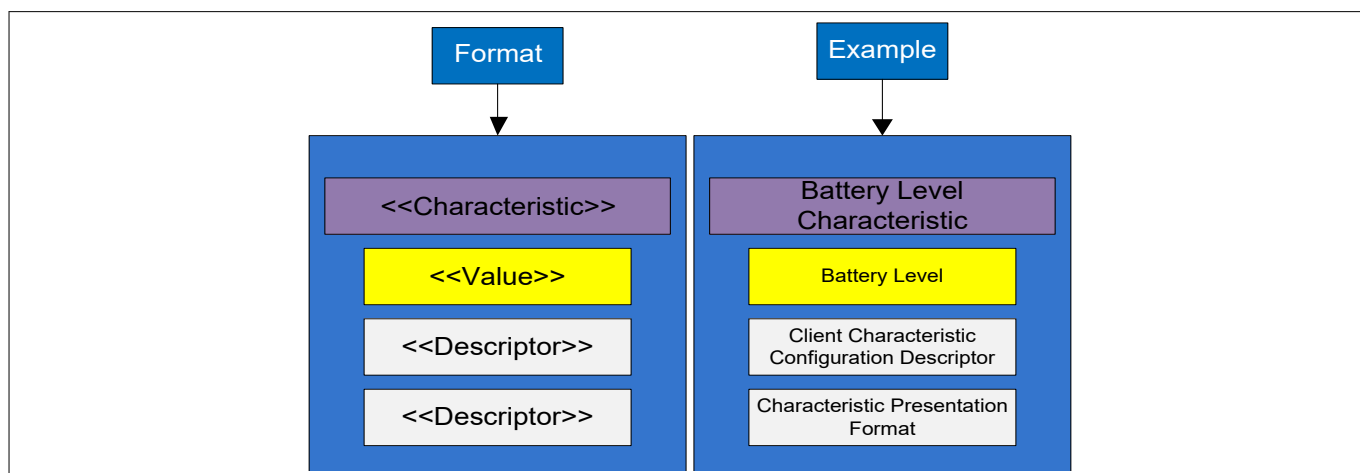 Format
Example
<<Characteristic>>
Battery Level
Characteristic
<<Value>>
Battery Level
<<Descriptor>>
Client Characteristic
Configuration Descriptor
<<Descriptor>>
Characteristic Presentation
Format